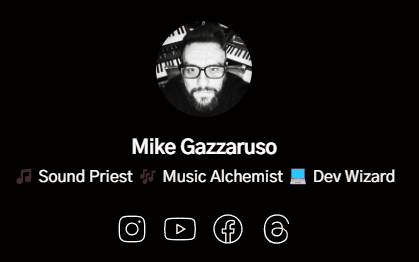 Mike Gazzaruso
🎵 Sound Priest 🎶 Music Alchemist 💻 Dev Wizard